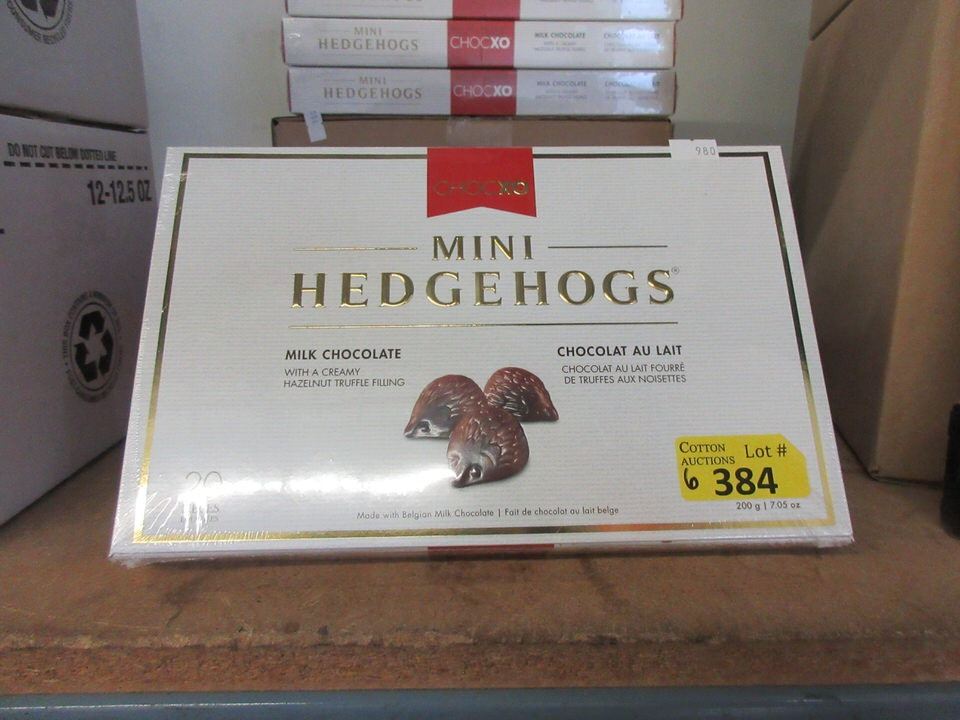 MINI
HEDGEHOGS
CHOCXO
MILK CHOCOLATE
MINI
HEDGEHOGS
CHOCXO
MILK CHOCOLATE
DO NOT CUT BELOW DOTTED LINE
12-12.5 OZ
980
CHOCXO
MINI
HEDGEHOGS®
MILK CHOCOLATE
WITH A CREAMY
HAZELNUT TRUFFLE FILLING
CHOCOLAT AU LAIT
CHOCOLAT AU LAIT FOURRÉ
DE TRUFFES AUX NOISETTES
20
COTTON
AUCTIONS
Lot #
6 384
200 g | 7.05 oz
Made with Belgian Milk Chocolate | Fait de chocolat au lait belge